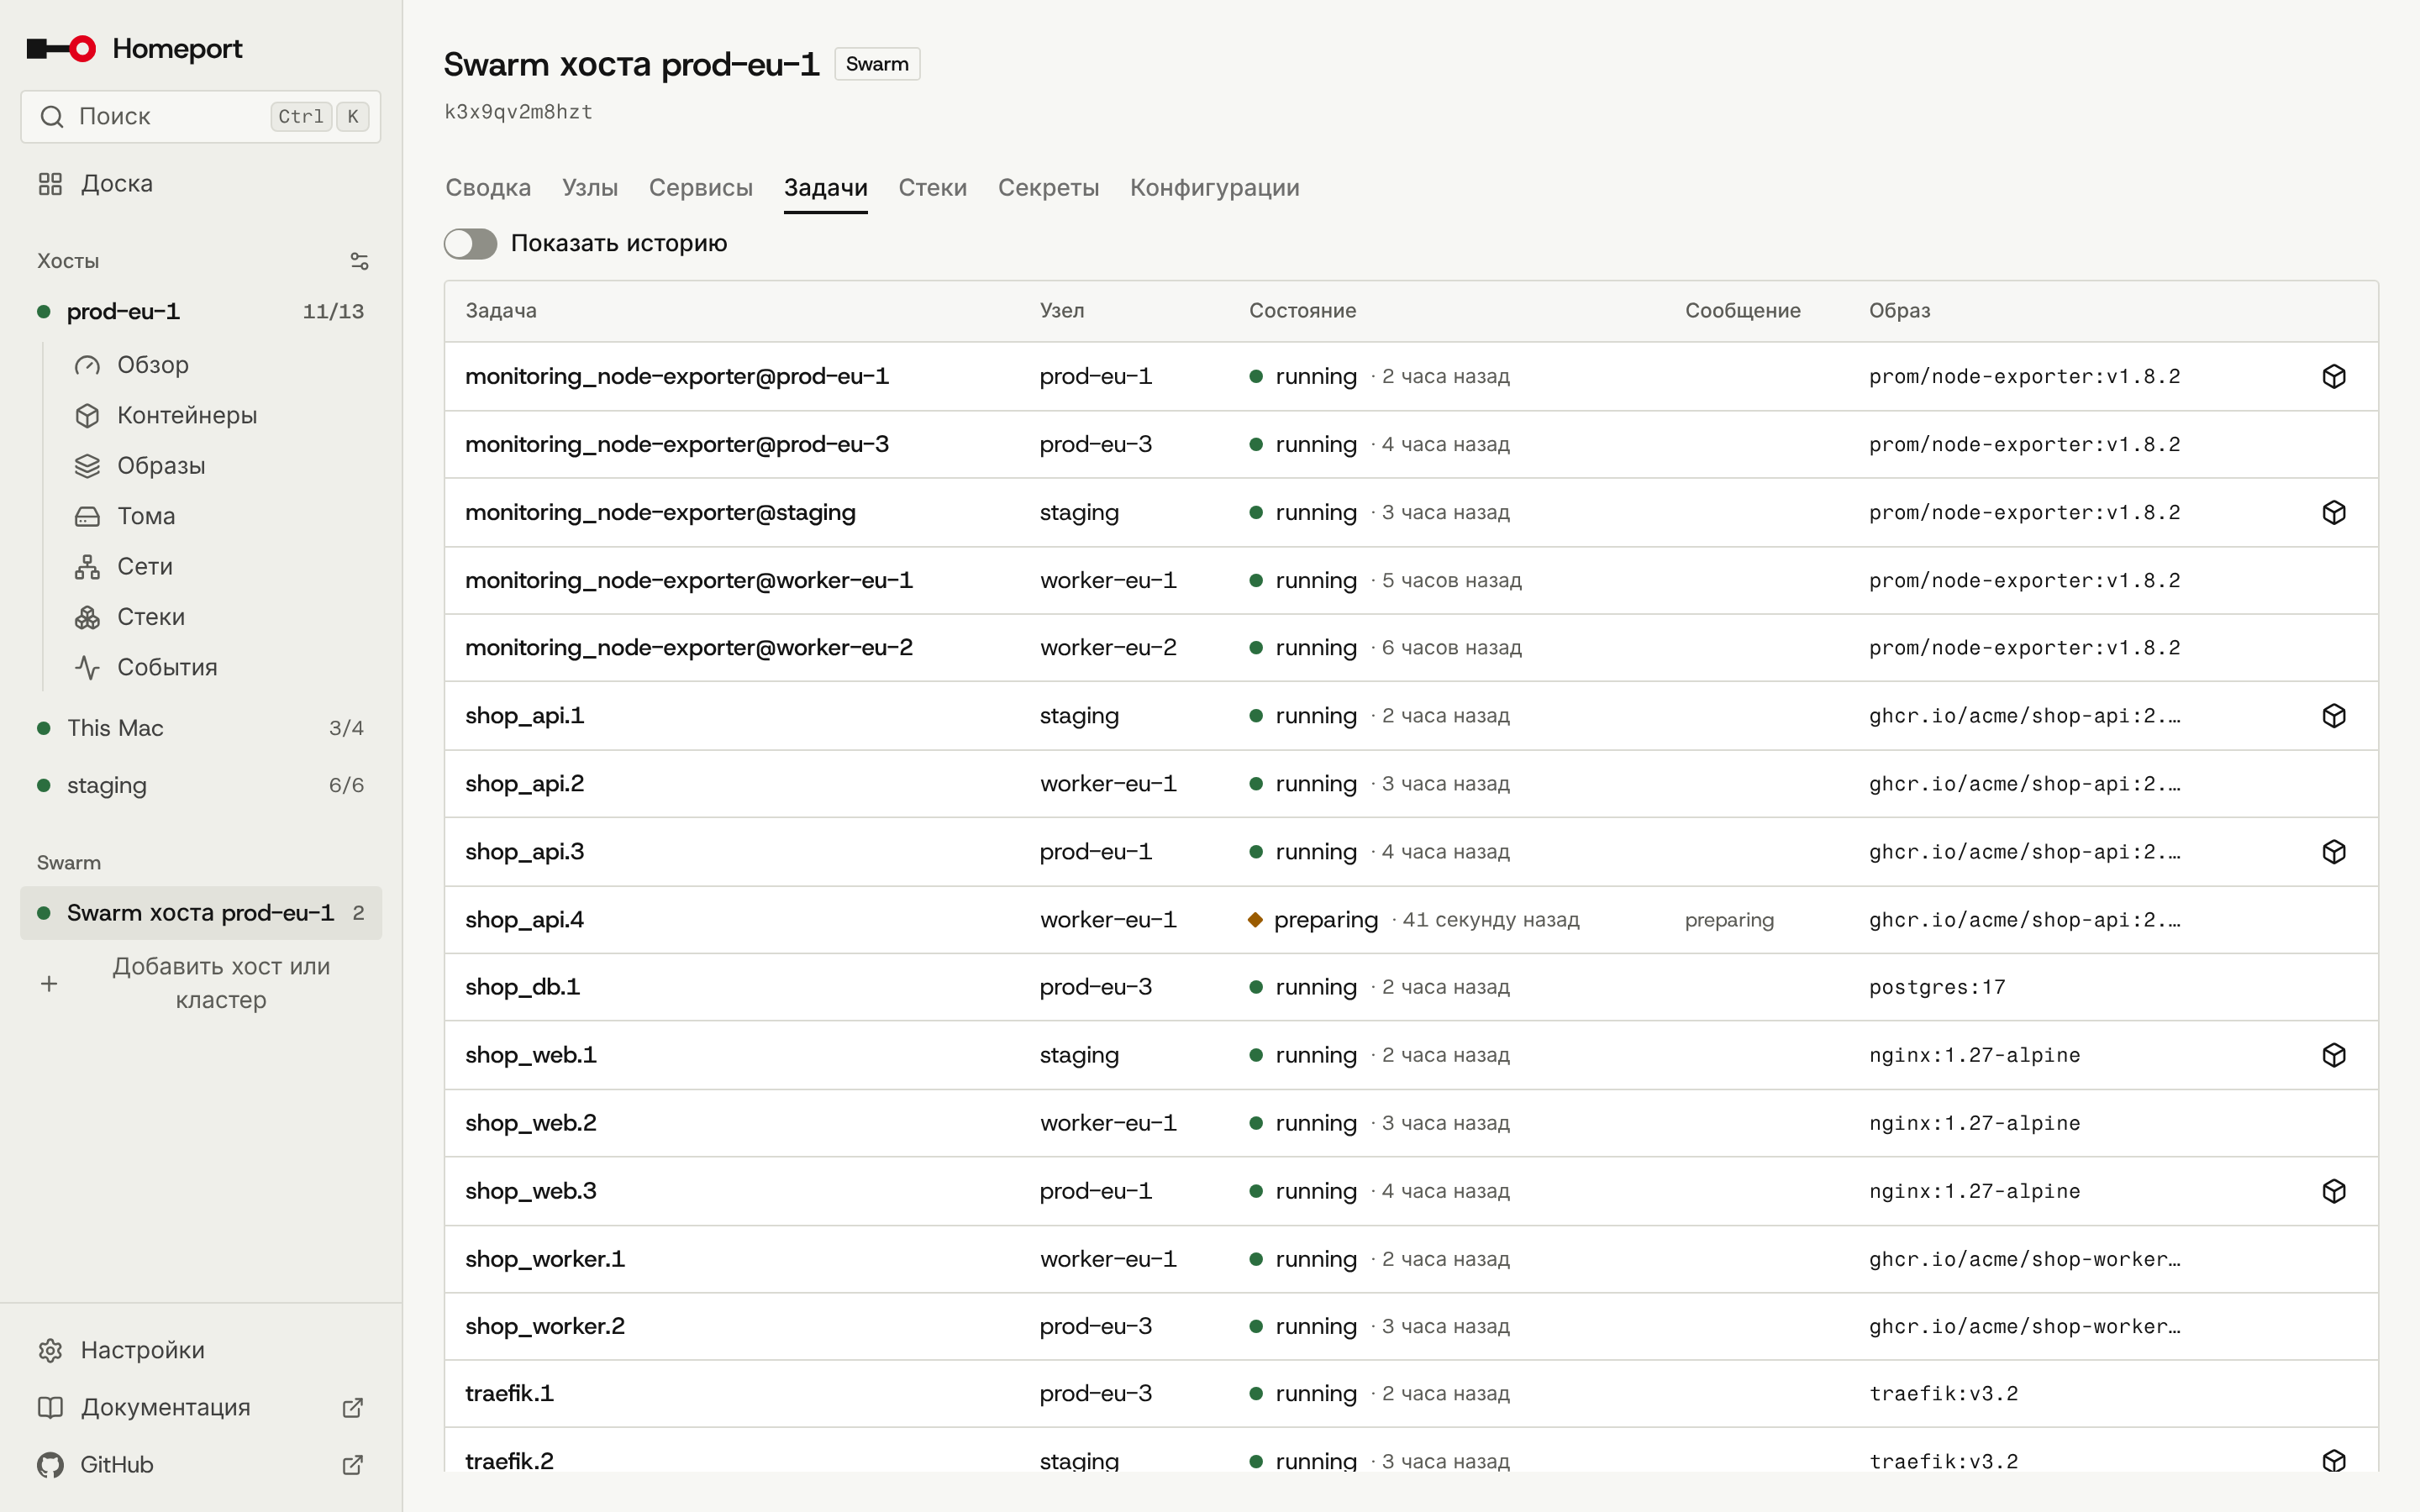 Homeport
Поиск Ctrl K
Доска
Хосты
prod-eu-1 11/13
Обзор
Контейнеры
Образы
Тома
Сети
Стеки
События
This Mac 3/4
staging 6/6
Swarm
Swarm хоста prod-eu-1 2
Добавить хост или
кластер
Настройки
Документация
GitHub
Swarm хоста prod-eu-1 Swarm
k3x9qv2m8hzt
Сводка Узлы Сервисы Задачи Стеки Секреты Конфигурации
Показать историю
Задача Узел Состояние Сообщение Образ
monitoring_node-exporter@prod-eu-1 prod-eu-1 running · 2 часа назад prom/node-exporter:v1.8.2
monitoring_node-exporter@prod-eu-3 prod-eu-3 running · 4 часа назад prom/node-exporter:v1.8.2
monitoring_node-exporter@staging staging running · 3 часа назад prom/node-exporter:v1.8.2
monitoring_node-exporter@worker-eu-1 worker-eu-1 running · 5 часов назад prom/node-exporter:v1.8.2
monitoring_node-exporter@worker-eu-2 worker-eu-2 running · 6 часов назад prom/node-exporter:v1.8.2
shop_api.1 staging running · 2 часа назад ghcr.io/acme/shop-api:2.…
shop_api.2 worker-eu-1 running · 3 часа назад ghcr.io/acme/shop-api:2.…
shop_api.3 prod-eu-1 running · 4 часа назад ghcr.io/acme/shop-api:2.…
shop_api.4 worker-eu-1 preparing · 41 секунду назад preparing ghcr.io/acme/shop-api:2.…
shop_db.1 prod-eu-3 running · 2 часа назад postgres:17
shop_web.1 staging running · 2 часа назад nginx:1.27-alpine
shop_web.2 worker-eu-1 running · 3 часа назад nginx:1.27-alpine
shop_web.3 prod-eu-1 running · 4 часа назад nginx:1.27-alpine
shop_worker.1 worker-eu-1 running · 2 часа назад ghcr.io/acme/shop-worker…
shop_worker.2 prod-eu-3 running · 3 часа назад ghcr.io/acme/shop-worker…
traefik.1 prod-eu-3 running · 2 часа назад traefik:v3.2
traefik.2 staging running · 3 часа назад traefik:v3.2